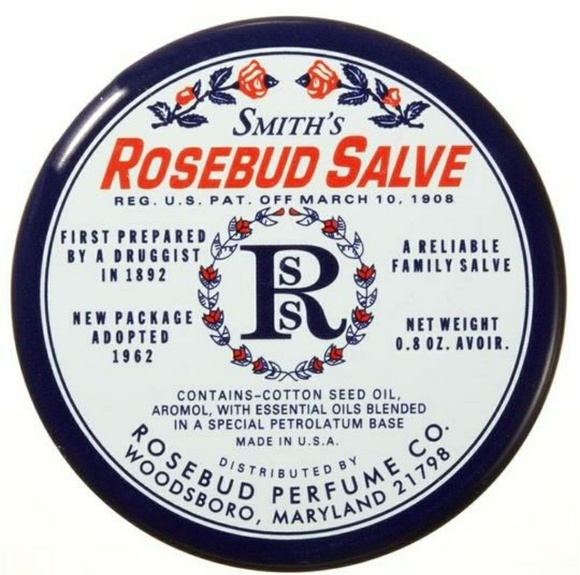 SMITH'S
ROSEBUD SALVE
REG. U.S. PAT. OFF MARCH 10, 1908
FIRST PREPARED
BY A DRUGGIST
IN 1892
A RELIABLE
FAMILY SALVE
RSS
NEW PACKAGE
ADOPTED
1962
NET WEIGHT
0.8 OZ. AVOIR.
CONTAINS-COTTON SEED OIL,
AROMOL, WITH ESSENTIAL OILS BLENDED
IN A SPECIAL PETROLATUM BASE
MADE IN U.S.A.
DISTRIBUTED BY
ROSEBUD PERFUME CO.
WOODSBORO, MARYLAND 21798